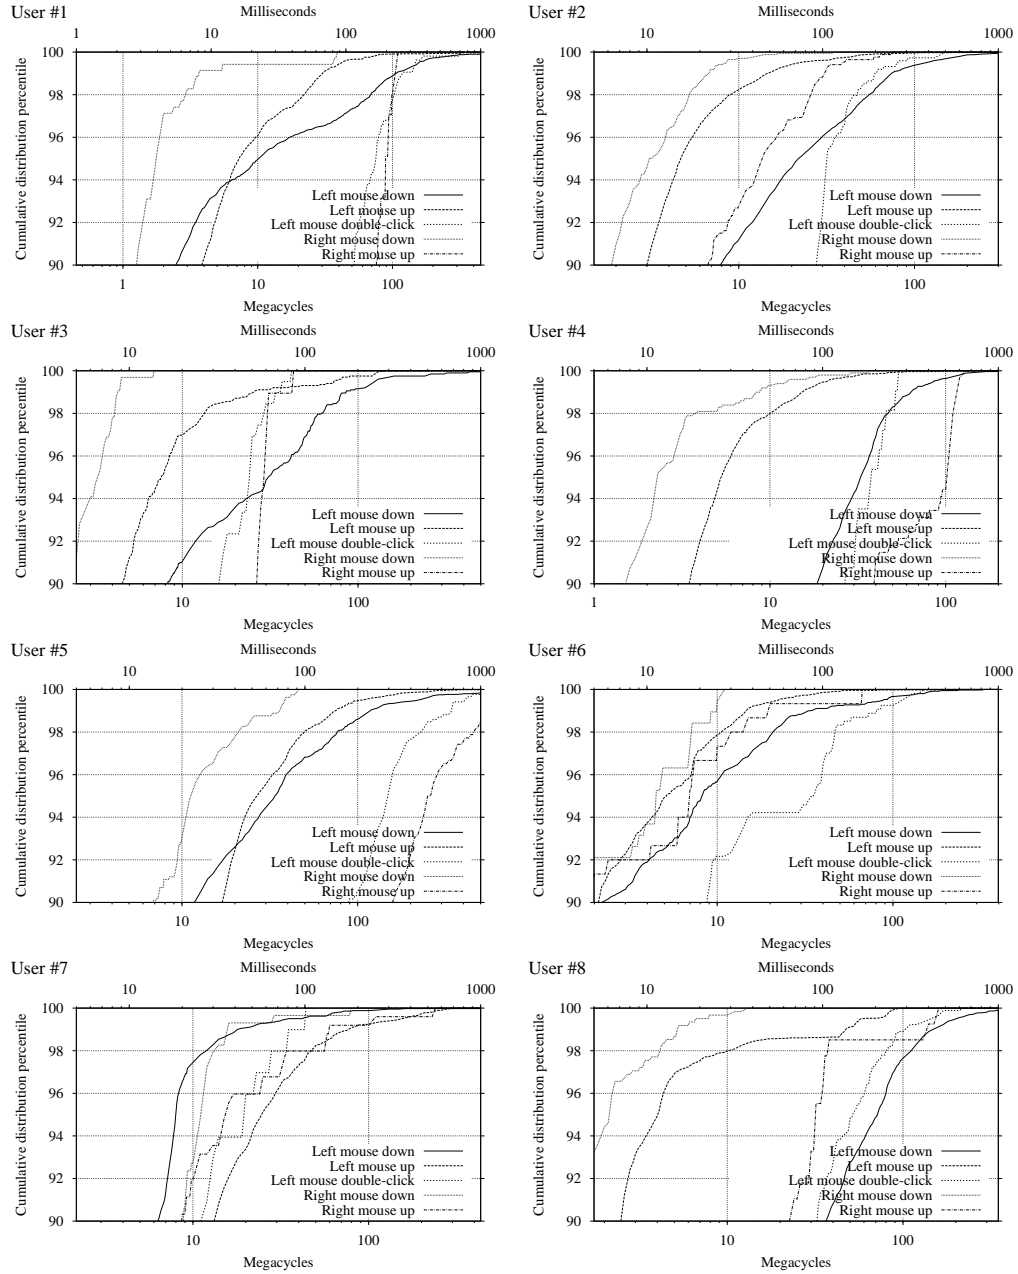 User #1
Milliseconds
1 10 100 1000
Cumulative distribution percentile
100
98
96
94
92
90
Left mouse down
Left mouse up
Left mouse double-click
Right mouse down
Right mouse up
1 10 100
Megacycles
User #2
Milliseconds
10 100 1000
Cumulative distribution percentile
100
98
96
94
92
90
Left mouse down
Left mouse up
Left mouse double-click
Right mouse down
Right mouse up
10 100
Megacycles
User #3
Milliseconds
10 100 1000
Cumulative distribution percentile
100
98
96
94
92
90
Left mouse down
Left mouse up
Left mouse double-click
Right mouse down
Right mouse up
10 100
Megacycles
User #4
Milliseconds
10 100 1000
Cumulative distribution percentile
100
98
96
94
92
90
Left mouse down
Left mouse up
Left mouse double-click
Right mouse down
Right mouse up
1 10 100
Megacycles
User #5
Milliseconds
10 100 1000
Cumulative distribution percentile
100
98
96
94
92
90
Left mouse down
Left mouse up
Left mouse double-click
Right mouse down
Right mouse up
10 100
Megacycles
User #6
Milliseconds
10 100 1000
Cumulative distribution percentile
100
98
96
94
92
90
Left mouse down
Left mouse up
Left mouse double-click
Right mouse down
Right mouse up
10 100
Megacycles
User #7
Milliseconds
10 100 1000
Cumulative distribution percentile
100
98
96
94
92
90
Left mouse down
Left mouse up
Left mouse double-click
Right mouse down
Right mouse up
10 100
Megacycles
User #8
Milliseconds
10 100 1000
Cumulative distribution percentile
100
98
96
94
92
90
Left mouse down
Left mouse up
Left mouse double-click
Right mouse down
Right mouse up
10 100
Megacycles